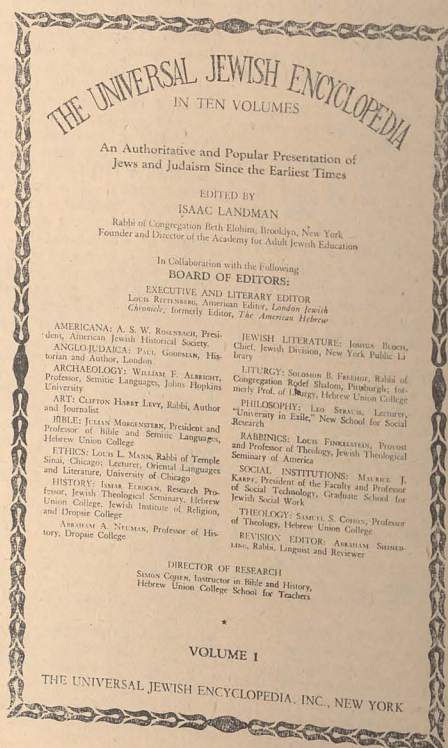 THE UNIVERSAL JEWISH ENCYCLOPEDIA
IN TEN VOLUMES
An Authoritative and Popular Presentation of
Jews and Judaism Since the Earliest Times
EDITED BY
ISAAC LANDMAN
Rabbi of Congregation Beth Elohim, Brooklyn, New York
Founder and Director of the Academy for Adult Jewish Education
In Collaboration with the Following
BOARD OF EDITORS:
EXECUTIVE AND LITERARY EDITOR
LOUIS RITTENBERG, American Editor, London Jewish
Chronicle; formerly Editor, The American Hebrew
AMERICANA: A. S. W. ROSENBACH, Presi-
dent, American Jewish Historical Society.
ANGLO-JUDAICA: PAUL GOODMAN, His-
torian and Author, London
ARCHAEOLOGY: WILLIAM F. ALBRIGHT,
Professor, Semitic Languages, Johns Hopkins
University
ART: CLIFTON HARBY LEVY, Rabbi, Author
and Journalist
BIBLE: JULIAN MORGENSTERN, President and
Professor of Bible and Semitic Languages,
Hebrew Union College
ETHICS: LOUIS L. MANN, Rabbi of Temple
Sinai, Chicago; Lecturer, Oriental Languages
and Literature, University of Chicago
HISTORY: ISMAR ELBOGEN, Research Pro-
fessor, Jewish Theological Seminary, Hebrew
Union College, Jewish Institute of Religion,
and Dropsie College
ABRAHAM A. NEUMAN, Professor of His-
tory, Dropsie College
JEWISH LITERATURE: JOSHUA BLOCH,
Chief, Jewish Division, New York Public Li
brary
LITURGY: SOLOMON B. FREEHOF, Rabbi of
Congregation Rodef Shalom, Pittsburgh; for-
merly Prof. of Liturgy, Hebrew Union College
PHILOSOPHY: LEO STRAUSS, Lecturer,
"University in Exile," New School for Social
Research
RABBINICS: LOUIS FINKELSTEIN, Provost
and Professor of Theology, Jewish Theological
Seminary of America
SOCIAL INSTITUTIONS: MAURICE J.
KARPF, President of the Faculty and Professor
of Social Technology, Graduate School for
Jewish Social Work
THEOLOGY: SAMUEL S. COHON, Professor
of Theology, Hebrew Union College
REVISION EDITOR: ABRAHAM SHINED-
LING, Rabbi, Linguist and Reviewer
DIRECTOR OF RESEARCH
SIMON COHEN, Instructor in Bible and History,
Hebrew Union College School for Teachers
VOLUME 1
THE UNIVERSAL JEWISH ENCYCLOPEDIA, INC., NEW YORK